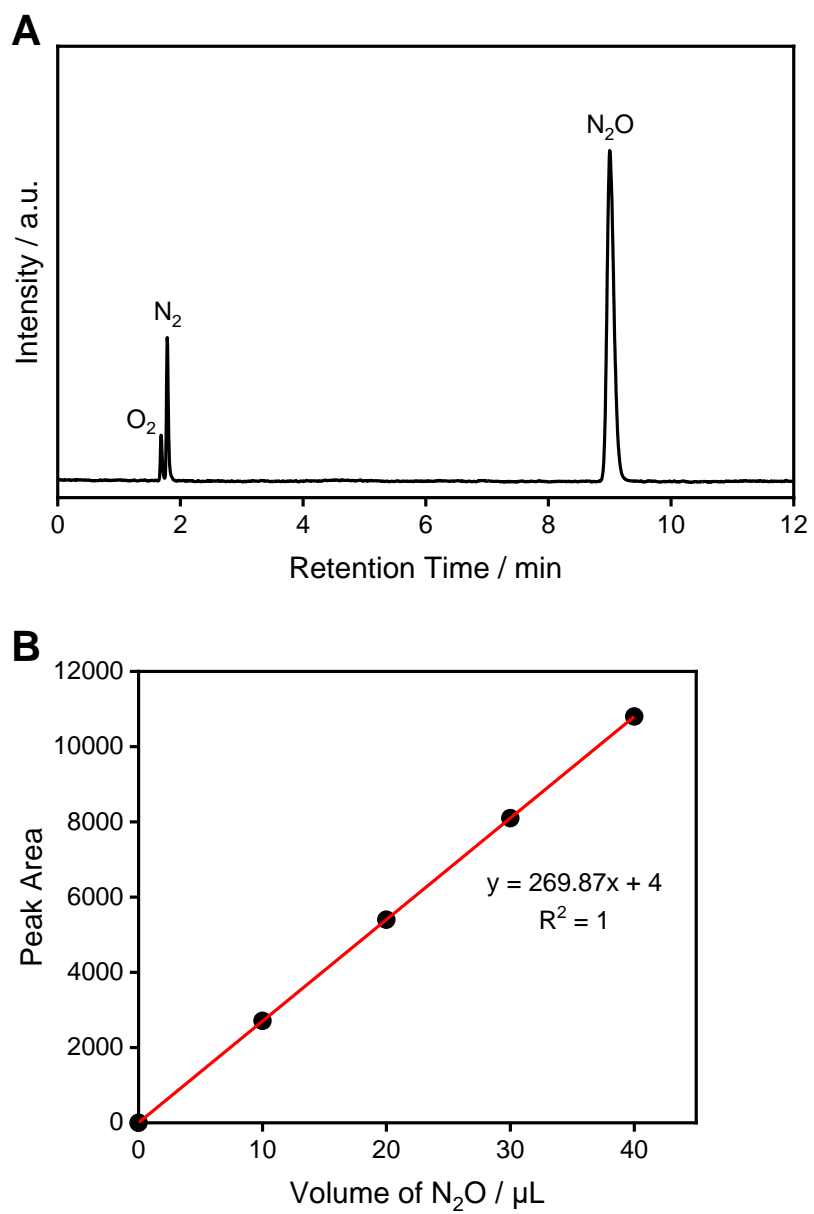 A
N₂O
N₂
O₂
Intensity / a.u.
0 2 4 6 8 10 12
Retention Time / min
B
12000
10000
8000
6000
4000
2000
0
Peak Area
y = 269.87x + 4
R² = 1
0 10 20 30 40
Volume of N₂O / µL